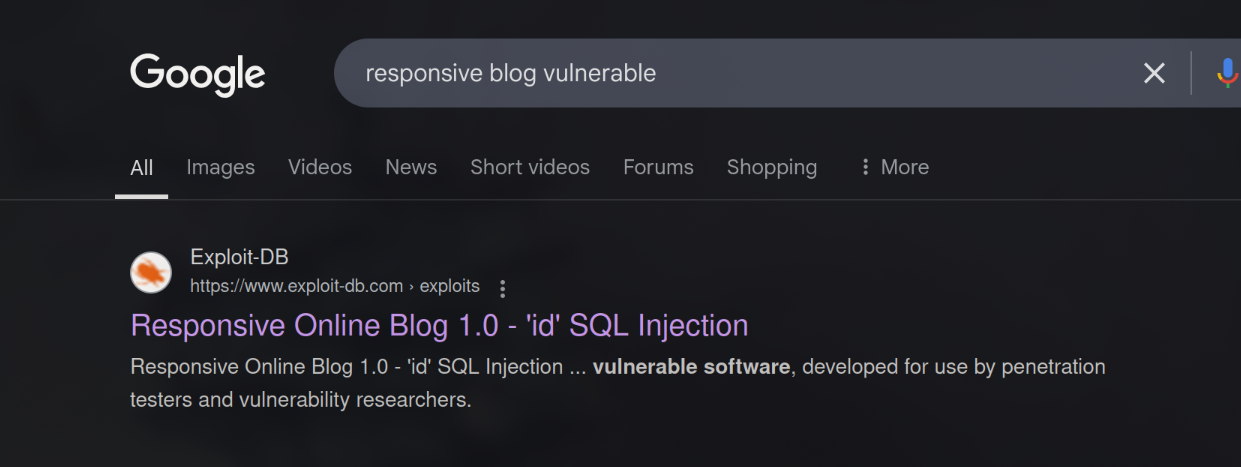 Google
responsive blog vulnerable
All Images Videos News Short videos Forums Shopping More
Exploit-DB
https://www.exploit-db.com › exploits
Responsive Online Blog 1.0 - 'id' SQL Injection
Responsive Online Blog 1.0 - 'id' SQL Injection ... vulnerable software, developed for use by penetration
testers and vulnerability researchers.